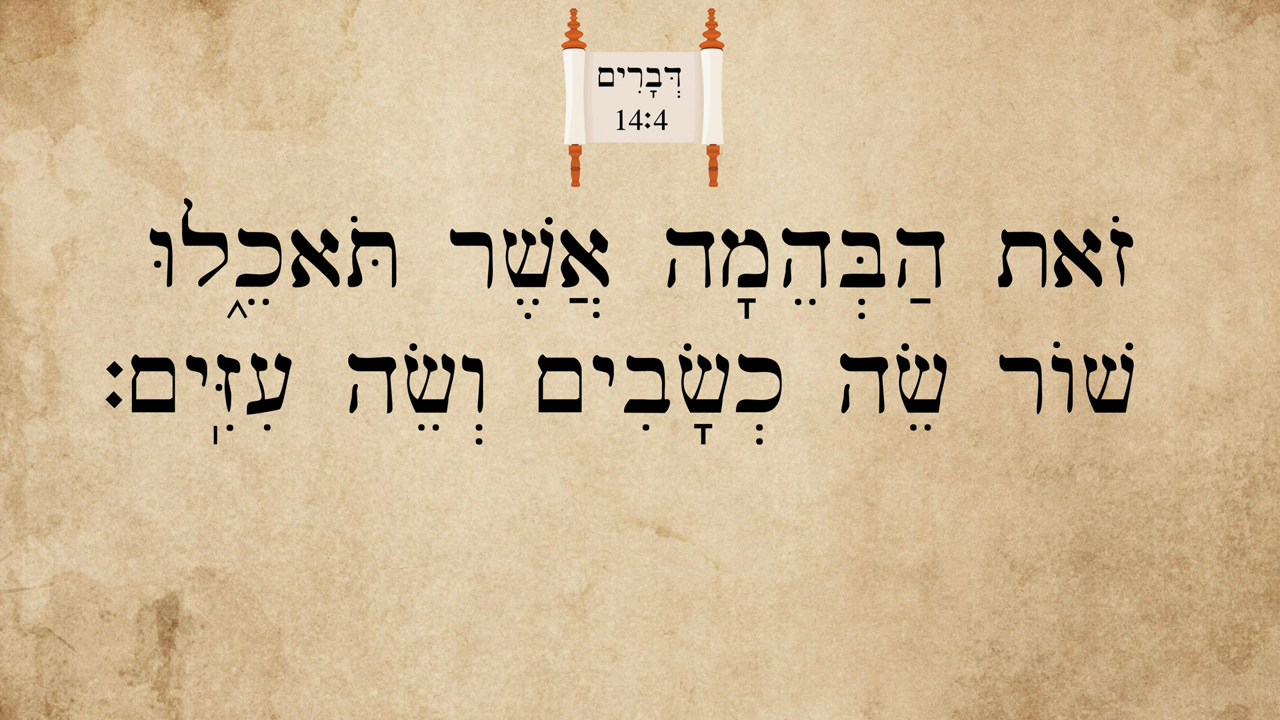 דְּבָרִים
14:4
זֹאת הַבְּהֵמָה אֲשֶׁר תֹּאכֵ֑לוּ
שׁוֹר שֵׂה כְשָׂבִים וְשֵׂה עִזִּֽים׃